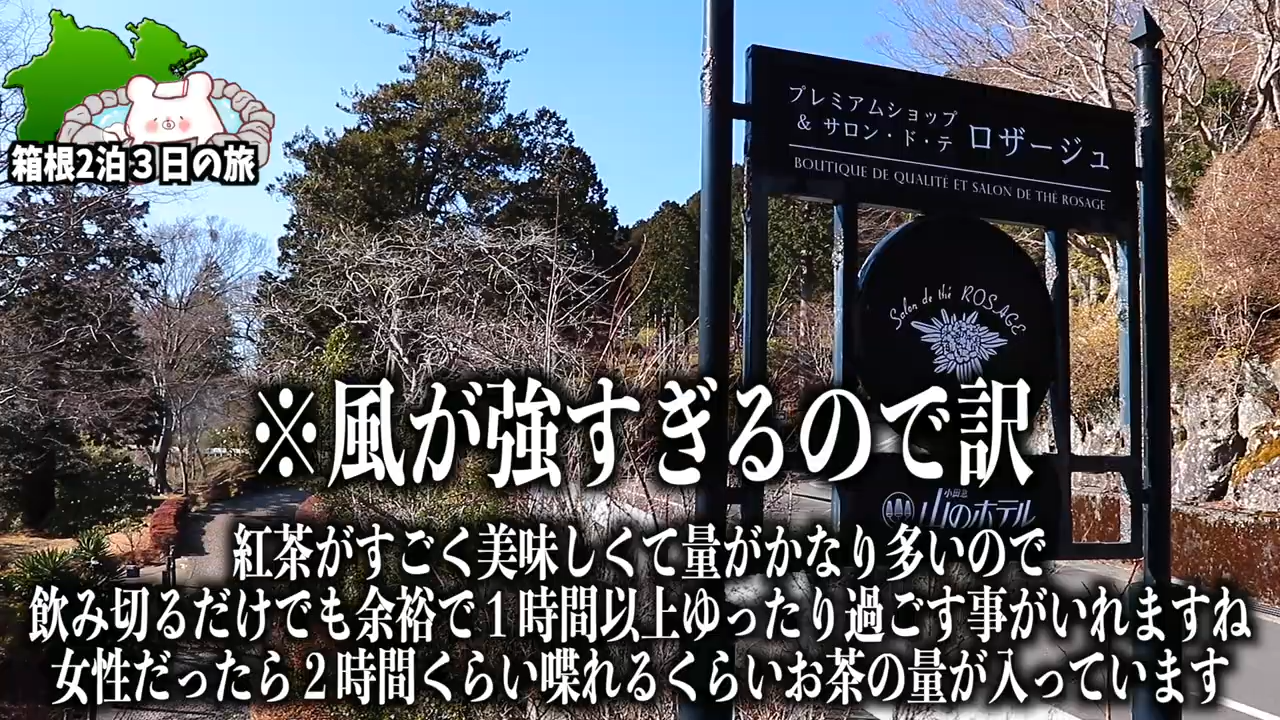 箱根2泊３日の旅
プレミアムショップ
& サロン・ド・テ ロザージュ
BOUTIQUE DE QUALITÉ ET SALON DE THÉ ROSAGE
Salon de thé ROSAGE
※風が強すぎるので訳
小田急
山のホテル
紅茶がすごく美味しくて量がかなり多いので
飲み切るだけでも余裕で１時間以上ゆったり過ごす事がいれますね
女性だったら２時間くらい喋れるくらいお茶の量が入っています